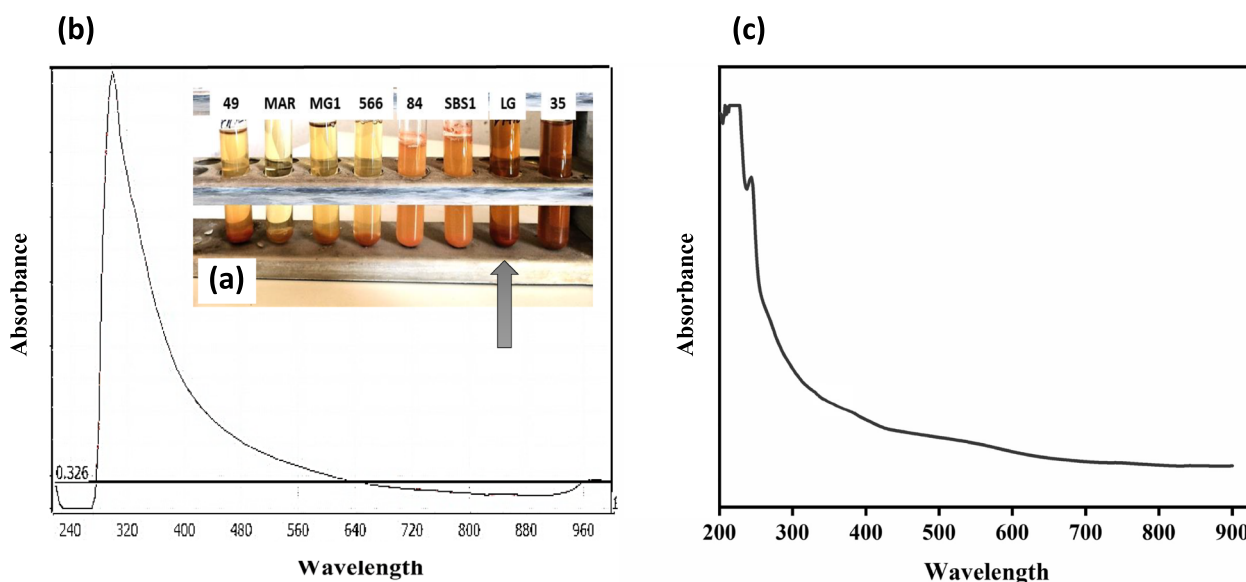 (b)
(c)
49 MAR MG1 566 84 SBS1 LG 35
(a)
Absorbance
0.326
1
240 320 400 480 560 640 720 800 880 960
Wavelength
Absorbance
200 300 400 500 600 700 800 900
Wavelength